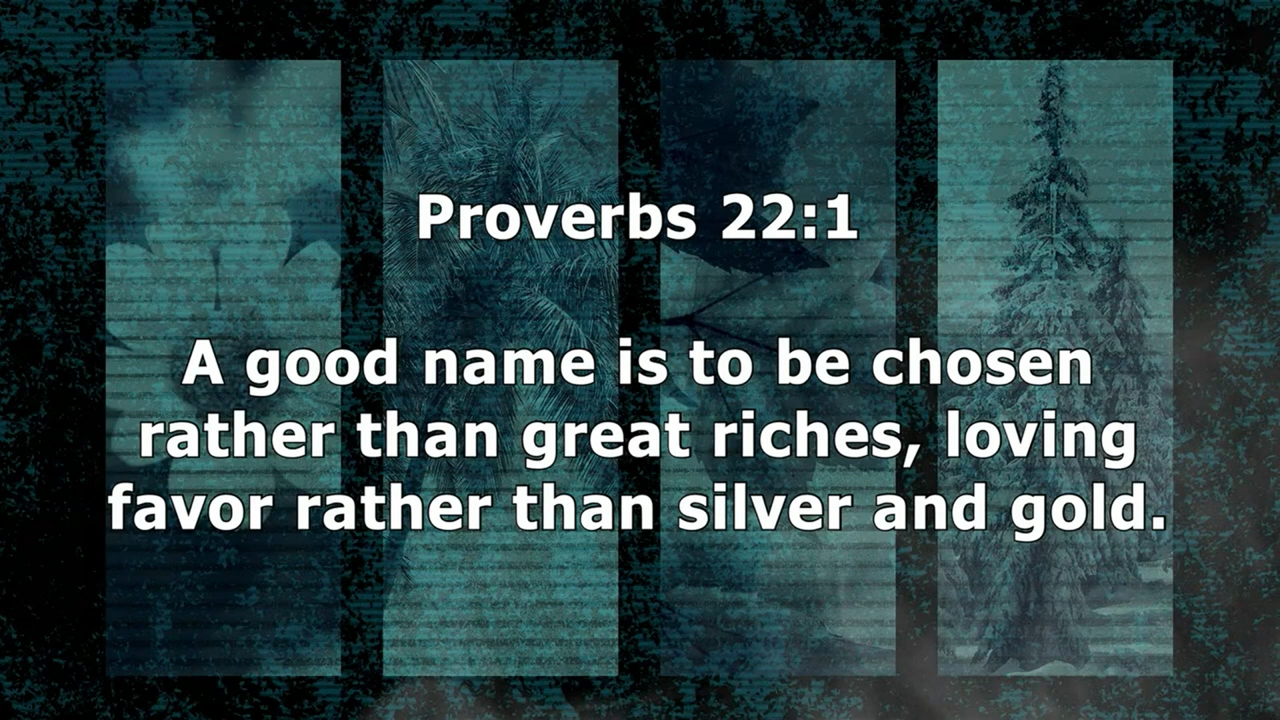 Proverbs 22:1
A good name is to be chosen
rather than great riches, loving
favor rather than silver and gold.